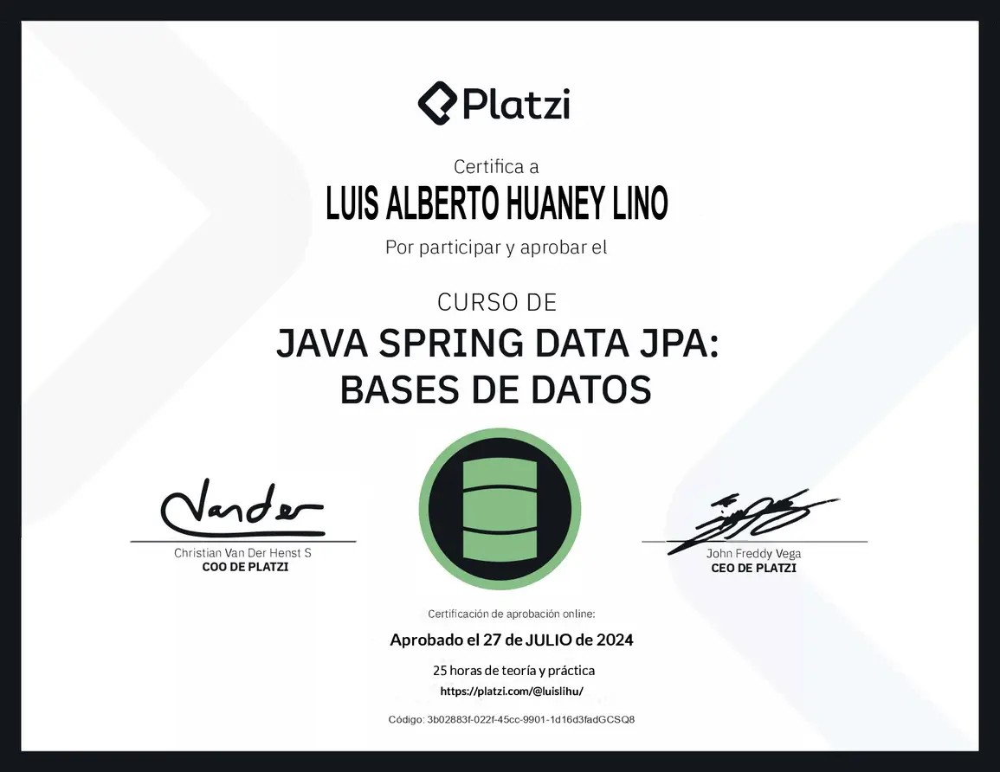 Platzi
Certifica a
LUIS ALBERTO HUANEY LINO
Por participar y aprobar el
CURSO DE
JAVA SPRING DATA JPA:
BASES DE DATOS
Vander
Christian Van Der Henst S
COO DE PLATZI
John Freddy Vega
CEO DE PLATZI
Certificación de aprobación online:
Aprobado el 27 de JULIO de 2024
25 horas de teoría y práctica
https://platzi.com/@luislihu/
Código: 3b02883f-022f-45cc-9901-1d16d3fadGCSQ8